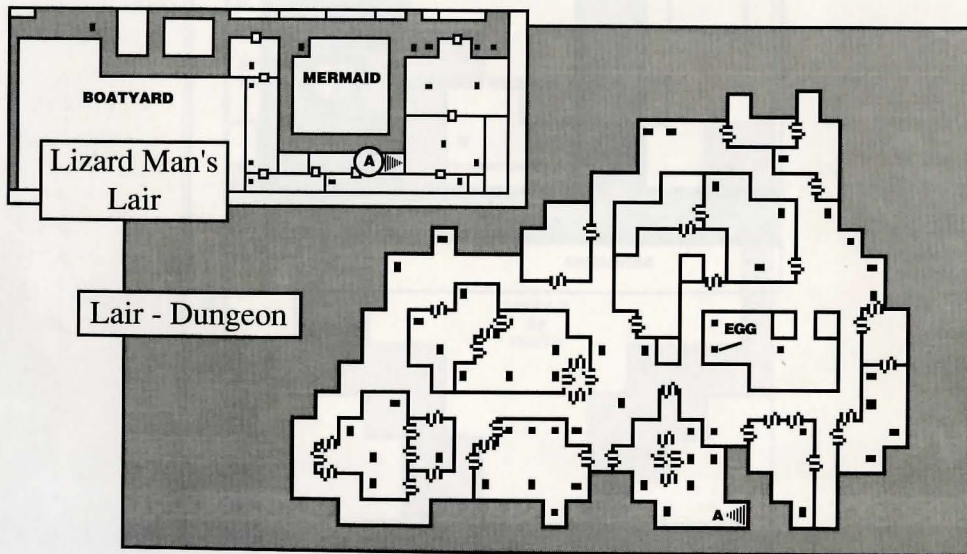 BOATYARD
MERMAID
A
Lizard Man's
Lair
Lair - Dungeon
EGG
A